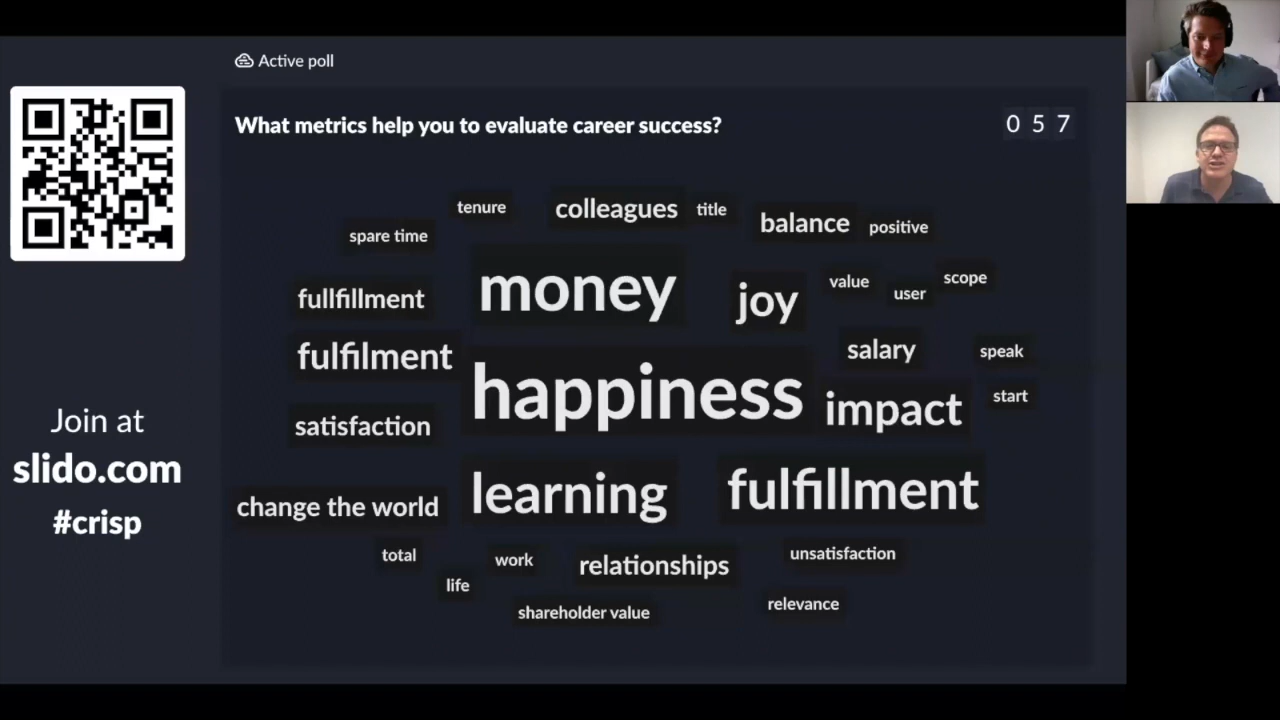 Active poll
What metrics help you to evaluate career success?
0 5 7
tenure
colleagues
title
balance
positive
spare time
money
joy
value
user
scope
fullfillment
fulfilment
salary
speak
happiness
impact
start
satisfaction
learning
fulfillment
change the world
total
work
relationships
unsatisfaction
life
shareholder value
relevance
Join at
slido.com
#crisp